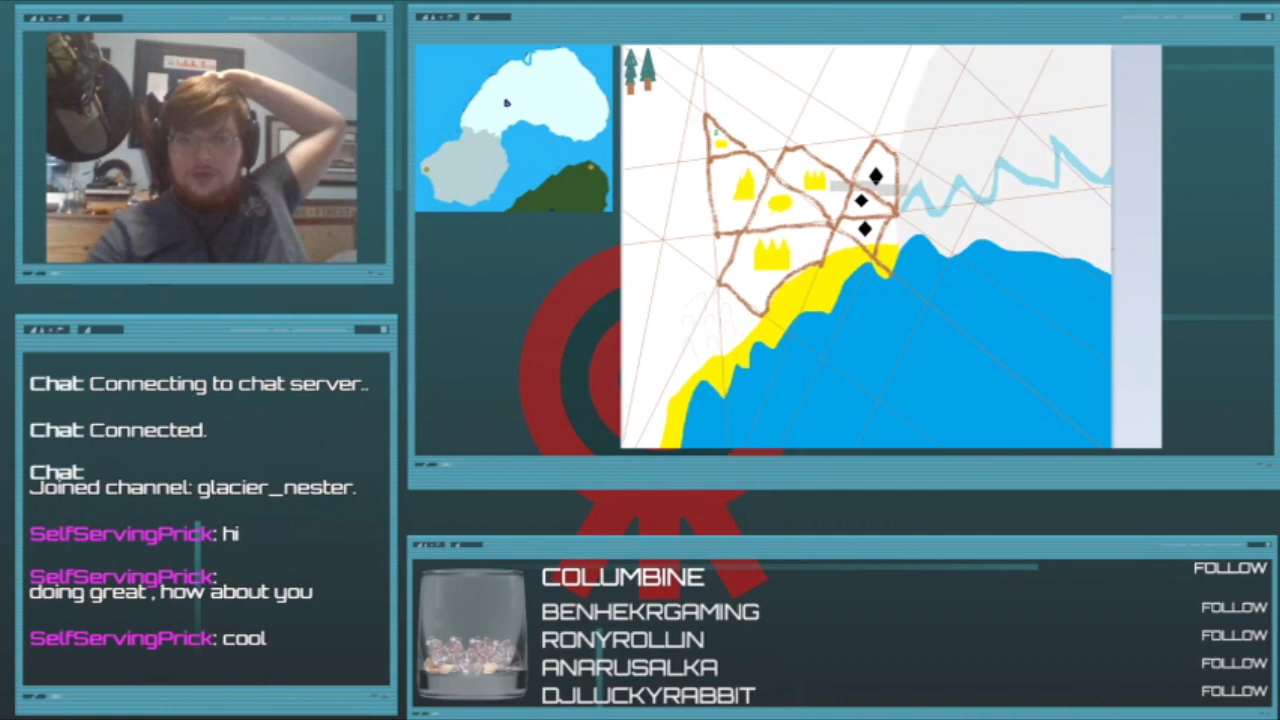 Chat: Connecting to chat server..
Chat: Connected.
Chat:
Joined channel: glacier_nester.
SelfServingPrick: hi
SelfServingPrick:
doing great , how about you
SelfServingPrick: cool
COLUMBINE FOLLOW
BENHEKRGAMING FOLLOW
RONYROLLIN FOLLOW
ANARUSALKA FOLLOW
DJLUCKYRABBIT FOLLOW